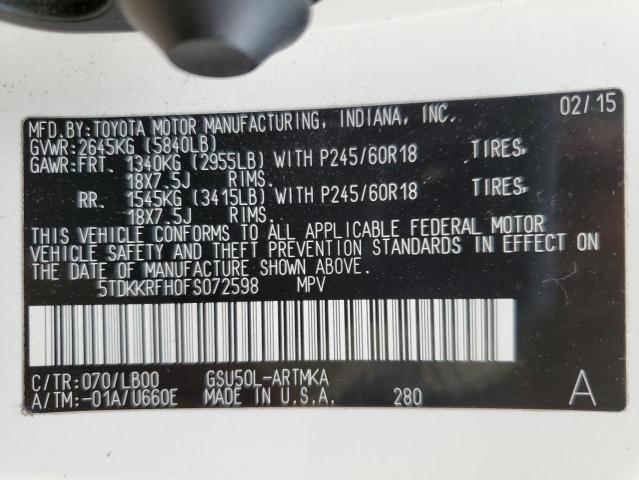 MFD.BY:TOYOTA MOTOR MANUFACTURING, INDIANA, INC. 02/15
GVWR:2645KG (5840LB)
GAWR:FRT. 1340KG (2955LB) WITH P245/60R18 TIRES,
18X7.5J RIMS.
RR. 1545KG (3415LB) WITH P245/60R18 TIRES,
18X7.5J RIMS.
THIS VEHICLE CONFORMS TO ALL APPLICABLE FEDERAL MOTOR
VEHICLE SAFETY AND THEFT PREVENTION STANDARDS IN EFFECT ON
THE DATE OF MANUFACTURE SHOWN ABOVE.
5TDKKRFH0FS072598 MPV
C/TR:070/LB00 GSU50L-ARTMKA
A/TM:-01A/U660E MADE IN U.S.A. 280 A